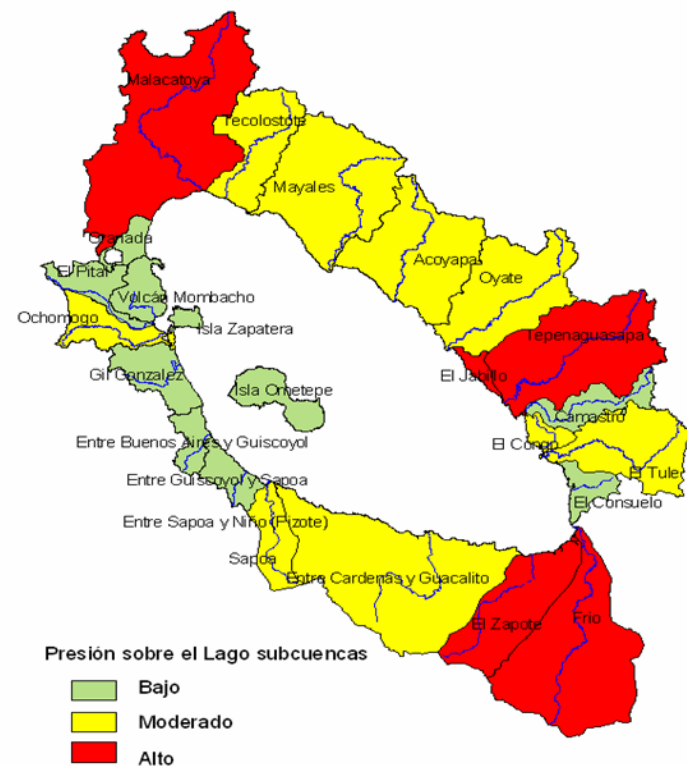 Malacatoya
Tecolostote
Mayales
Granada
Acoyapa
El Pital
Oyate
Volcán Mombacho
Ochomogo
Isla Zapatera
Tepenaguasapa
Gil Gonzalez
El Jabillo
Isla Ometepe
Camastro
Entre Buenos Aires y Guiscoyol
El Congo
El Tule
Entre Guiscoyol y Sapoa
El Consuelo
Entre Sapoa y Niño (Pizote)
Sapoa
Entre Cardenas y Guacalito
El Zapote
Frio
Presión sobre el Lago subcuencas
Bajo
Moderado
Alto